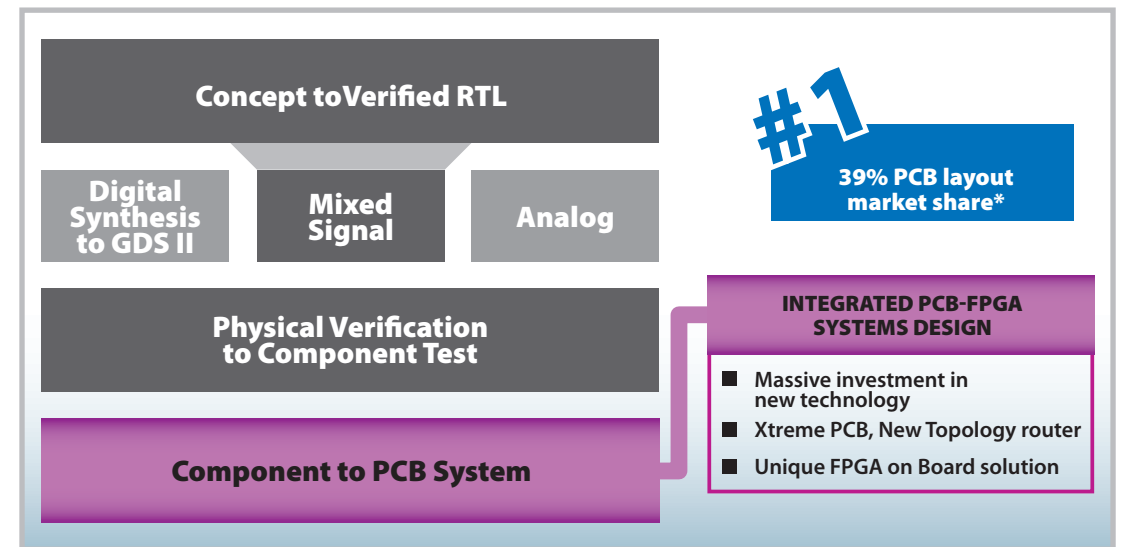 Concept toVerified RTL
Digital
Synthesis
to GDS II
Mixed
Signal
Analog
Physical Verification
to Component Test
Component to PCB System
#1
39% PCB layout
market share*
INTEGRATED PCB-FPGA
SYSTEMS DESIGN
■ Massive investment in
new technology
■ Xtreme PCB, New Topology router
■ Unique FPGA on Board solution